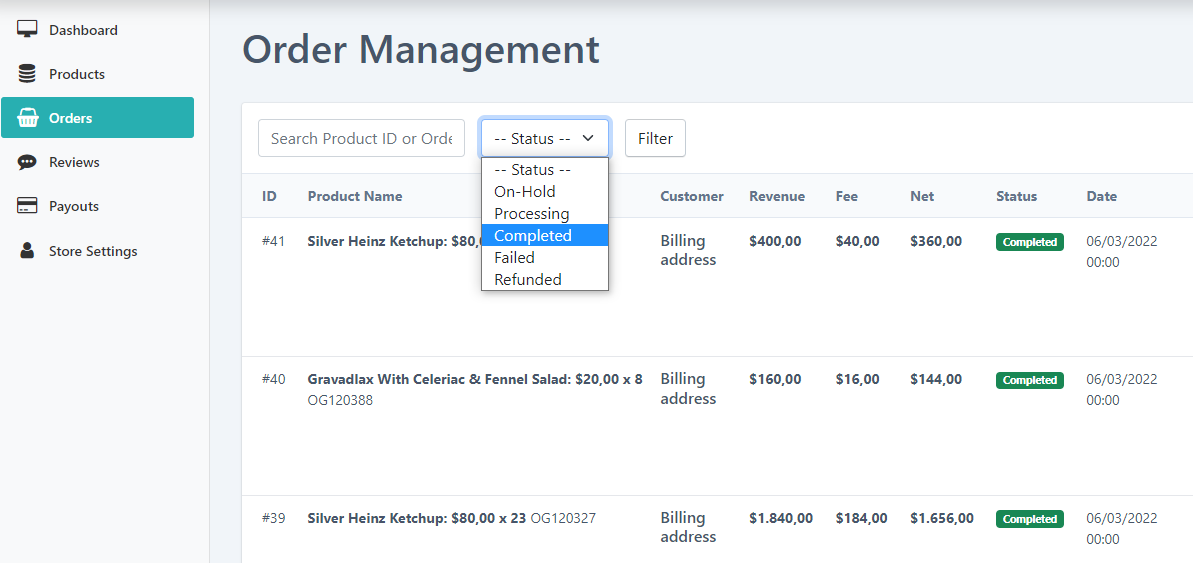 Dashboard
Products
Orders
Reviews
Payouts
Store Settings
Order Management
Search Product ID or Orde
-- Status --
Filter
-- Status --
On-Hold
Processing
Completed
Failed
Refunded
ID Product Name Customer Revenue Fee Net Status Date
#41 Silver Heinz Ketchup: $80, Billing address $400,00 $40,00 $360,00 Completed 06/03/2022 00:00
#40 Gravadlax With Celeriac & Fennel Salad: $20,00 x 8 OG120388 Billing address $160,00 $16,00 $144,00 Completed 06/03/2022 00:00
#39 Silver Heinz Ketchup: $80,00 x 23 OG120327 Billing address $1.840,00 $184,00 $1.656,00 Completed 06/03/2022 00:00